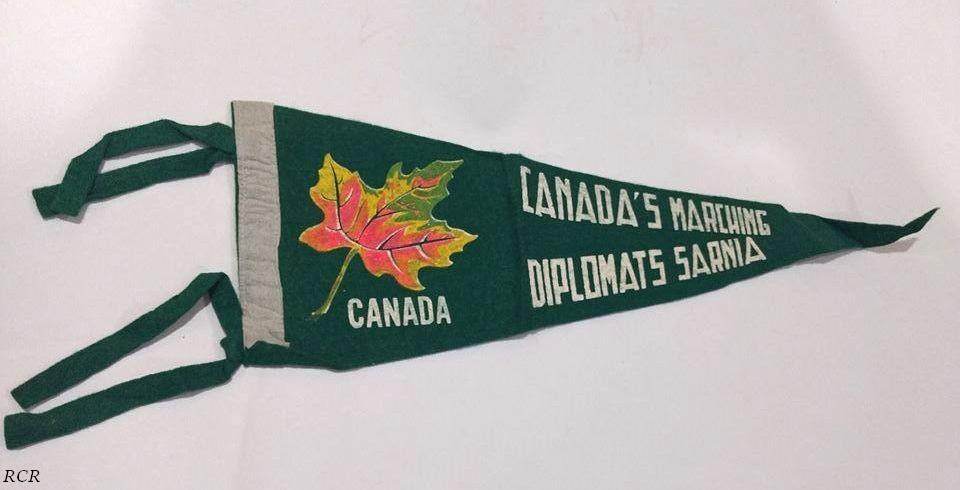 CANADA
CANADA'S MARCHING
DIPLOMATS SARNIA
RCR